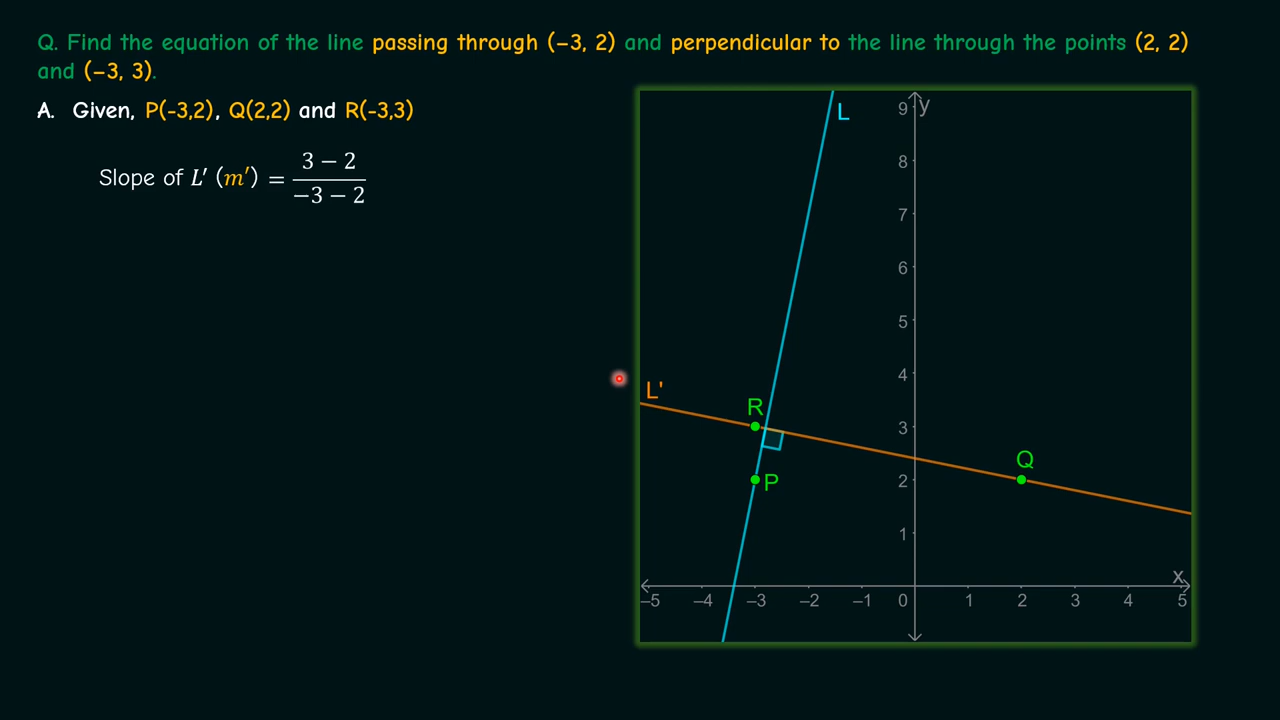 Q. Find the equation of the line passing through (−3, 2) and perpendicular to the line through the points (2, 2)
and (−3, 3).
A. Given, P(-3,2), Q(2,2) and R(-3,3)
Slope of L′ (m′) = (3 − 2)/(−3 − 2)
y
L
9
8
7
6
5
4
L'
R
3
Q
2
P
1
x
−5 −4 −3 −2 −1 0 1 2 3 4 5